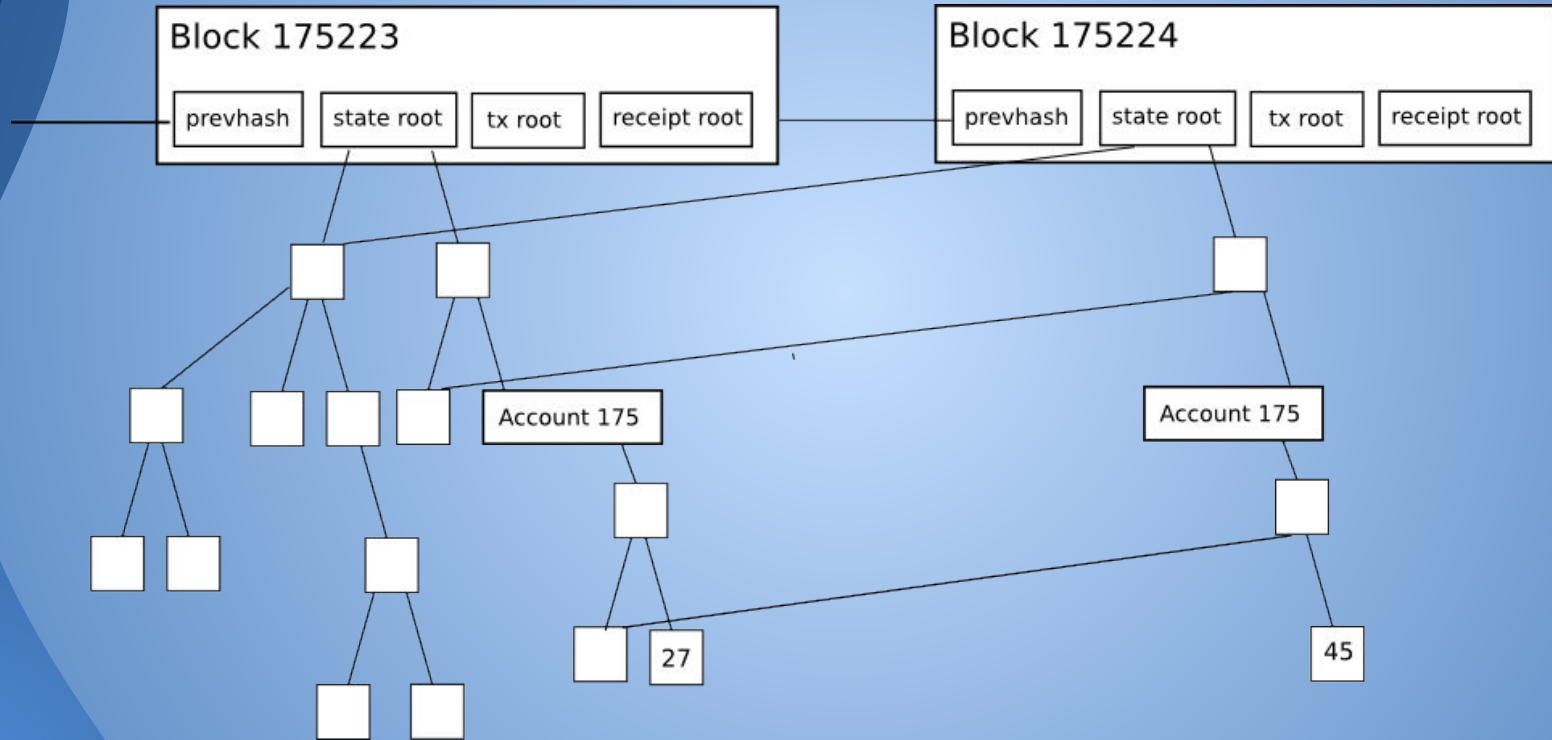 Block 175223
prevhash
state root
tx root
receipt root
Block 175224
prevhash
state root
tx root
receipt root
Account 175
27
Account 175
45